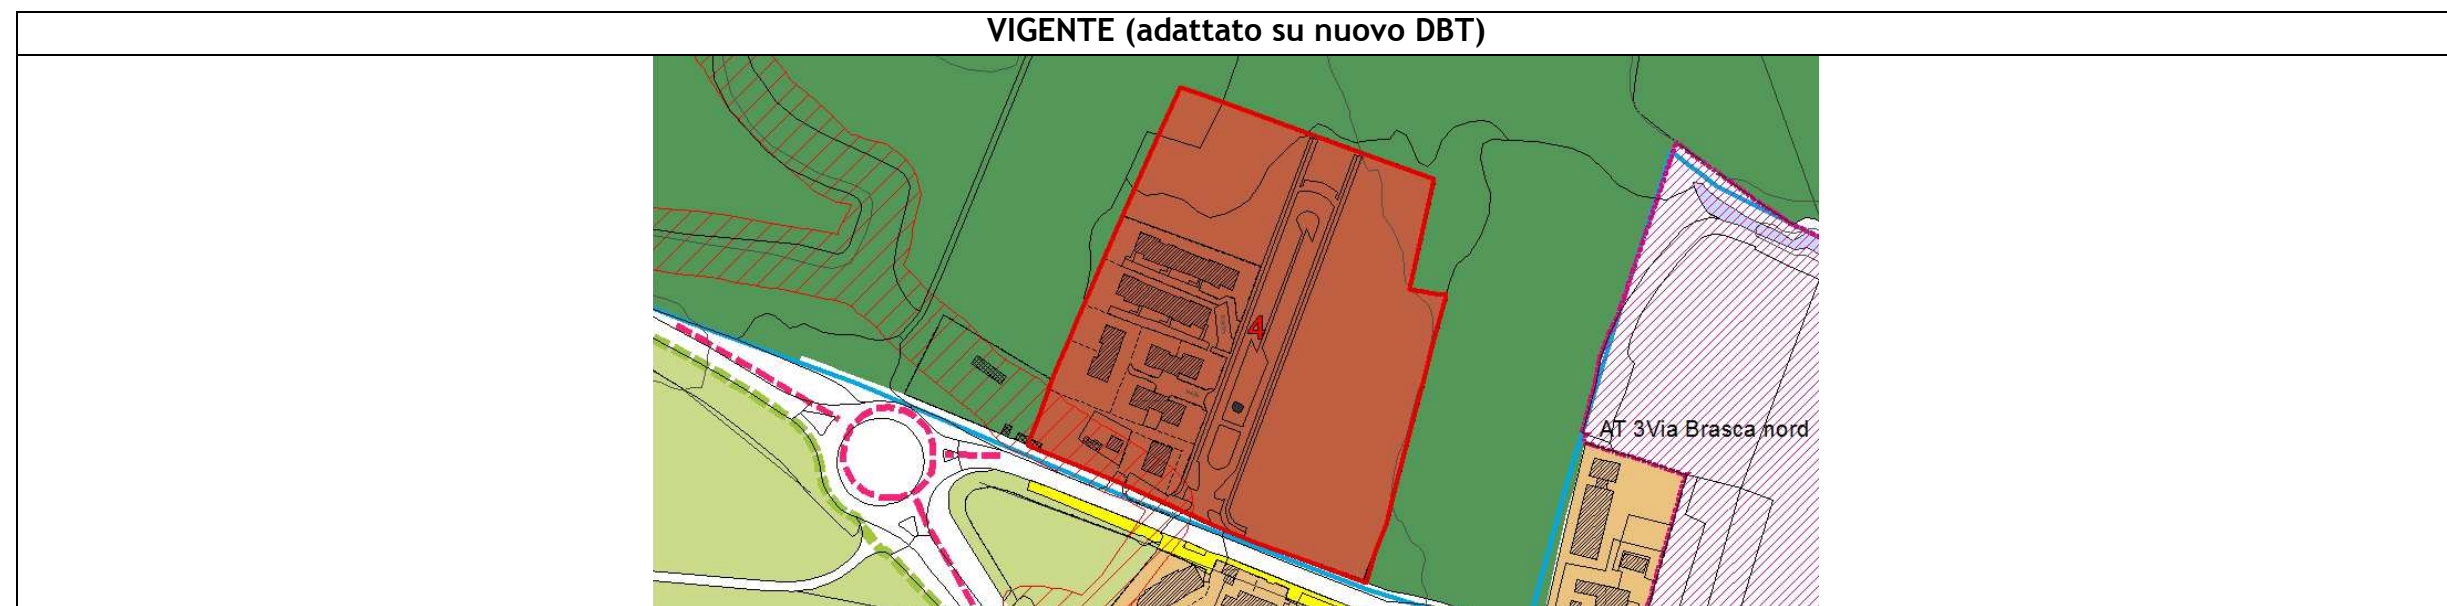 VIGENTE (adattato su nuovo DBT)
4
AT 3Via Brasca nord